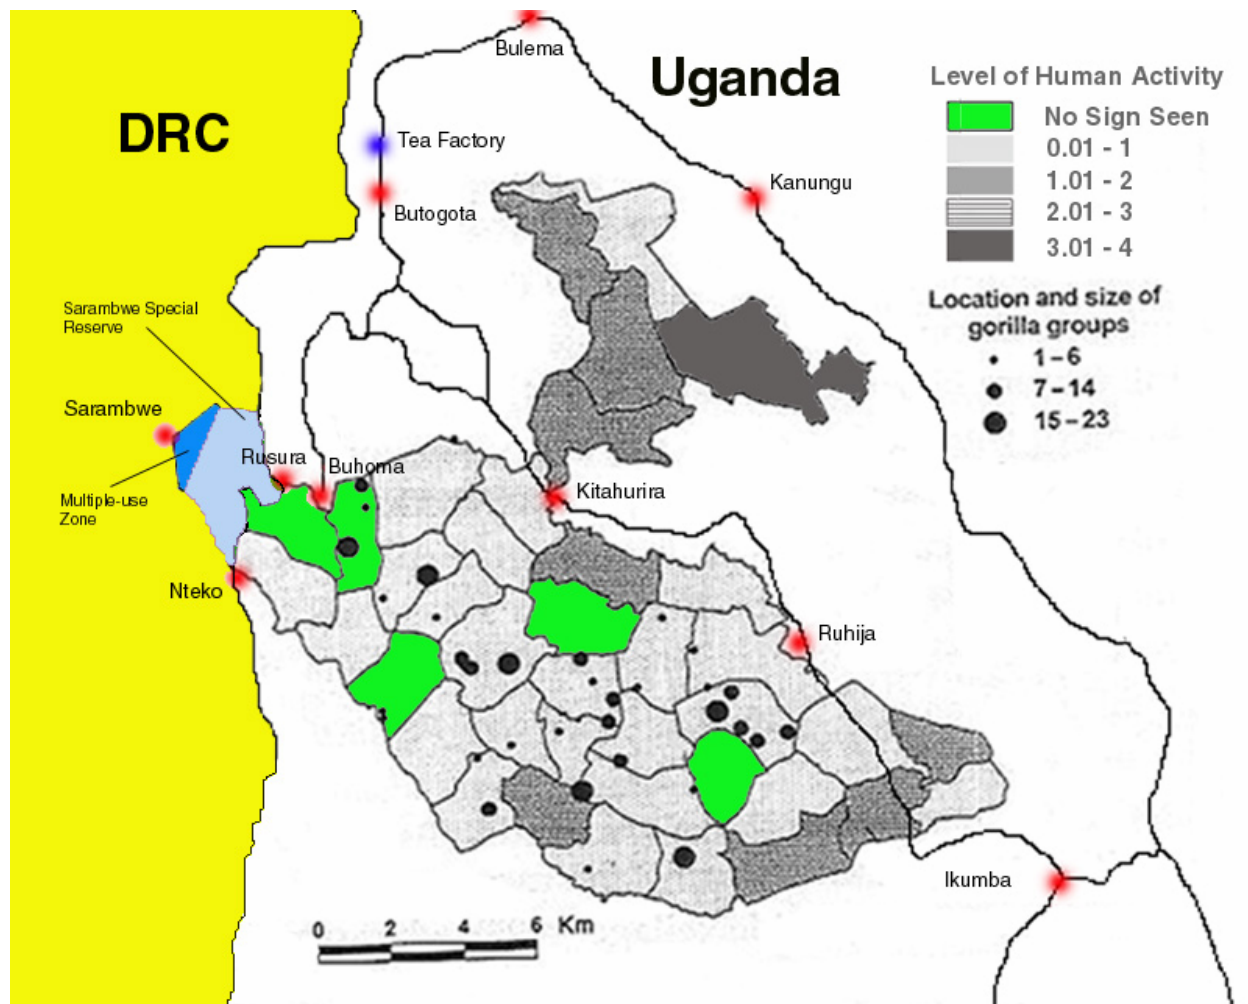 Bulema
Uganda
DRC
Level of Human Activity
No Sign Seen
0.01 - 1
1.01 - 2
2.01 - 3
3.01 - 4
Tea Factory
Kanungu
Butogota
Location and size of
gorilla groups
1–6
7–14
15–23
Sarambwe Special
Reserve
Sarambwe
Rusura
Buhoma
Kitahurira
Multiple-use
Zone
Nteko
Ruhija
Ikumba
0 2 4 6 Km